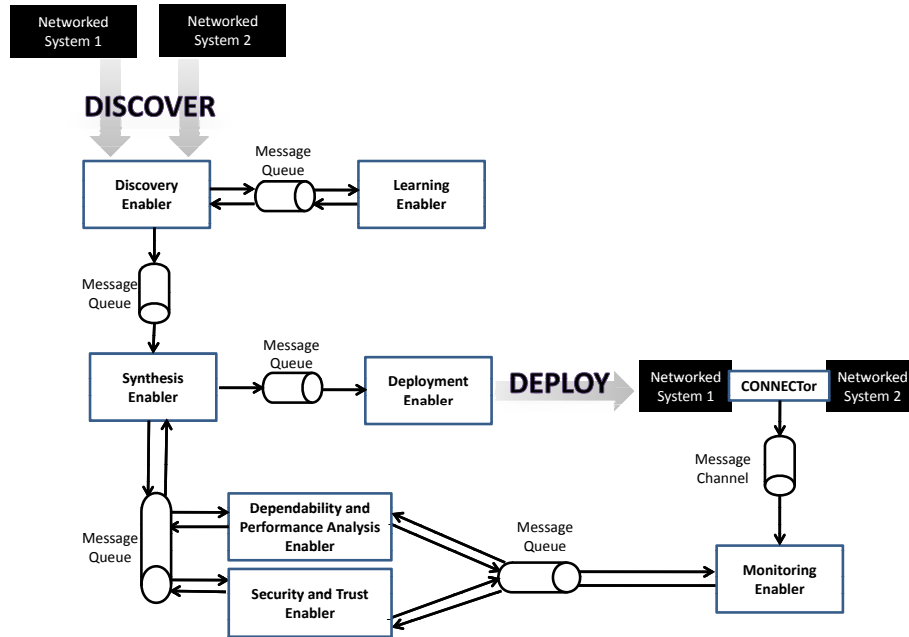 Networked
System 1
Networked
System 2
DISCOVER
Discovery
Enabler
Message
Queue
Learning
Enabler
Message
Queue
Synthesis
Enabler
Message
Queue
Deployment
Enabler
DEPLOY
Networked
System 1
CONNECTor
Networked
System 2
Message
Channel
Message
Queue
Dependability and
Performance Analysis
Enabler
Security and Trust
Enabler
Message
Queue
Monitoring
Enabler